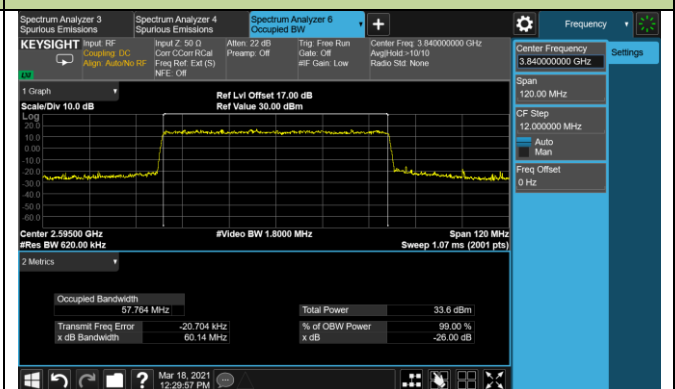 Spectrum Analyzer 3
Spurious Emissions
Spectrum Analyzer 4
Spurious Emissions
Spectrum Analyzer 6
Occupied BW
+
Frequency
KEYSIGHT Input: RF
Coupling: DC
Align: Auto/No RF
Input Z: 50 Ω
Corr CCorr RCal
Freq Ref: Ext (S)
NFE: Off
Atten: 22 dB
Preamp: Off
Trig: Free Run
Gate: Off
#IF Gain: Low
Center Freq: 3.840000000 GHz
Avg|Hold:>10/10
Radio Std: None
LXI
Center Frequency
3.840000000 GHz
Settings
Span
120.00 MHz
CF Step
12.000000 MHz
Auto
Man
Freq Offset
0 Hz
1 Graph
Scale/Div 10.0 dB
Ref Lvl Offset 17.00 dB
Ref Value 30.00 dBm
Log
20.0
10.0
0.00
-10.0
-20.0
-30.0
-40.0
-50.0
-60.0
Center 2.59500 GHz
#Res BW 620.00 kHz
#Video BW 1.8000 MHz
Span 120 MHz
Sweep 1.07 ms (2001 pts)
2 Metrics
Occupied Bandwidth
57.764 MHz
Total Power 33.6 dBm
Transmit Freq Error -20.704 kHz
% of OBW Power 99.00 %
x dB Bandwidth 60.14 MHz
x dB -26.00 dB
?
Mar 18, 2021
12:29:57 PM